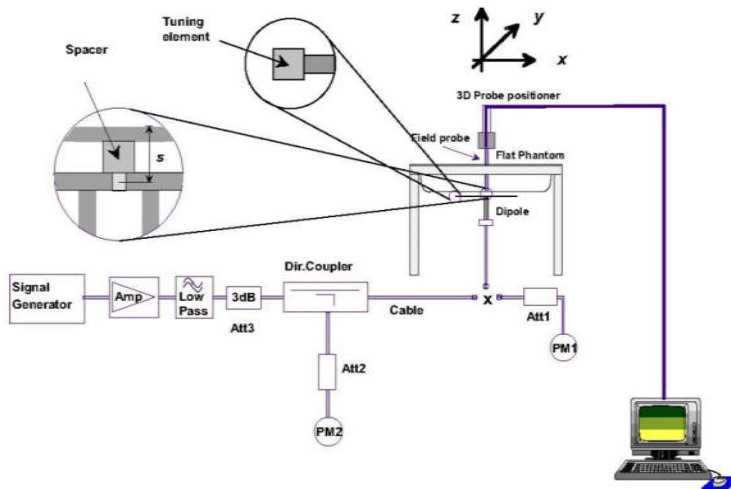 Tuning
element
z
y
x
Spacer
s
3D Probe positioner
Field probe
Flat Phantom
Dipole
Dir.Coupler
Signal
Generator
Amp
Low
Pass
3dB
Att3
Cable
x
Att1
PM1
Att2
PM2